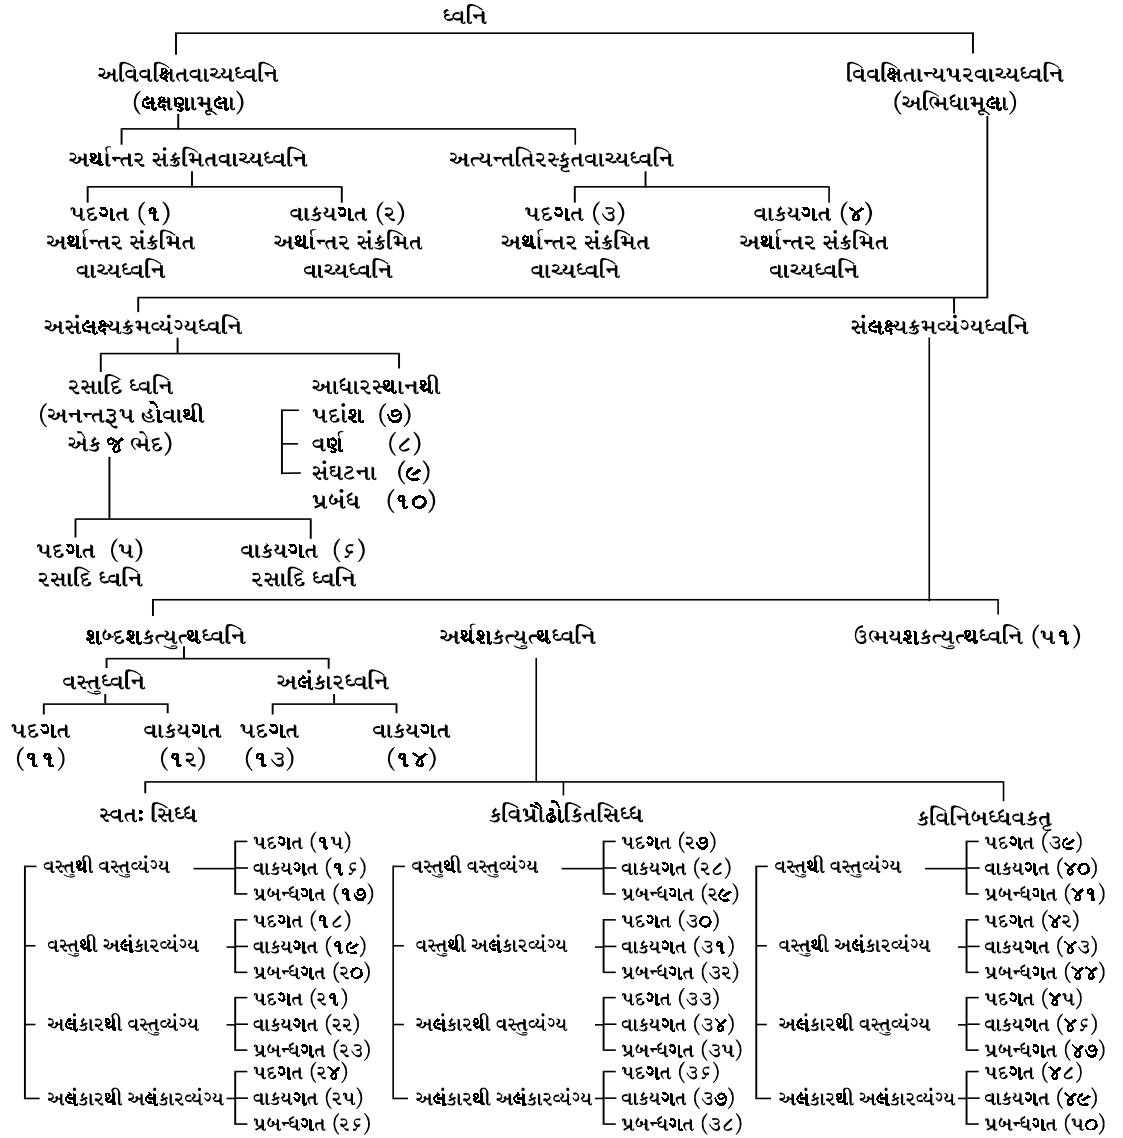 ધ્વનિ
અવિવક્ષિતવાચ્યધ્વનિ વિવક્ષિતાન્યપરવાચ્યધ્વનિ
(લક્ષણામૂલા) (અભિધામૂલા)
અર્થાન્તર સંક્રમિતવાચ્યધ્વનિ અત્યન્તતિરસ્કૃતવાચ્યધ્વનિ
પદગત (૧) વાકયગત (૨) પદગત (૩) વાકયગત (૪)
અર્થાન્તર સંક્રમિત અર્થાન્તર સંક્રમિત અર્થાન્તર સંક્રમિત અર્થાન્તર સંક્રમિત
વાચ્યધ્વનિ વાચ્યધ્વનિ વાચ્યધ્વનિ વાચ્યધ્વનિ
અસંલક્ષ્યક્રમવ્યંગ્યધ્વનિ સંલક્ષ્યક્રમવ્યંગ્યધ્વનિ
રસાદિ ધ્વનિ આધારસ્થાનથી
(અનન્તરૂપ હોવાથી પદાંશ (૭)
એક જ ભેદ) વર્ણ (૮)
સંઘટના (૯)
પ્રબંધ (૧૦)
પદગત (૫) વાકયગત (૬)
રસાદિ ધ્વનિ રસાદિ ધ્વનિ
શબ્દશકત્યુત્થધ્વનિ અર્થશકત્યુત્થધ્વનિ ઉભયશકત્યુત્થધ્વનિ (૫૧)
વસ્તુધ્વનિ અલંકારધ્વનિ
પદગત વાકયગત પદગત વાકયગત
(૧૧) (૧૨) (૧૩) (૧૪)
સ્વતઃ સિધ્ધ કવિપ્રૌઢોકિતસિધ્ધ કવિનિબધ્ધવકતૃ
પદગત (૧૫) પદગત (૨૭) પદગત (૩૯)
વસ્તુથી વસ્તુવ્યંગ્ય વાકયગત (૧૬) વસ્તુથી વસ્તુવ્યંગ્ય વાકયગત (૨૮) વસ્તુથી વસ્તુવ્યંગ્ય વાકયગત (૪૦)
પ્રબન્ધગત (૧૭) પ્રબન્ધગત (૨૯) પ્રબન્ધગત (૪૧)
પદગત (૧૮) પદગત (૩૦) પદગત (૪૨)
વસ્તુથી અલંકારવ્યંગ્ય વાકયગત (૧૯) વસ્તુથી અલંકારવ્યંગ્ય વાકયગત (૩૧) વસ્તુથી અલંકારવ્યંગ્ય વાકયગત (૪૩)
પ્રબન્ધગત (૨૦) પ્રબન્ધગત (૩૨) પ્રબન્ધગત (૪૪)
પદગત (૨૧) પદગત (૩૩) પદગત (૪૫)
અલંકારથી વસ્તુવ્યંગ્ય વાકયગત (૨૨) અલંકારથી વસ્તુવ્યંગ્ય વાકયગત (૩૪) અલંકારથી વસ્તુવ્યંગ્ય વાકયગત (૪૬)
પ્રબન્ધગત (૨૩) પ્રબન્ધગત (૩૫) પ્રબન્ધગત (૪૭)
પદગત (૨૪) પદગત (૩૬) પદગત (૪૮)
અલંકારથી અલંકારવ્યંગ્ય વાકયગત (૨૫) અલંકારથી અલંકારવ્યંગ્ય વાકયગત (૩૭) અલંકારથી અલંકારવ્યંગ્ય વાકયગત (૪૯)
પ્રબન્ધગત (૨૬) પ્રબન્ધગત (૩૮) પ્રબન્ધગત (૫૦)